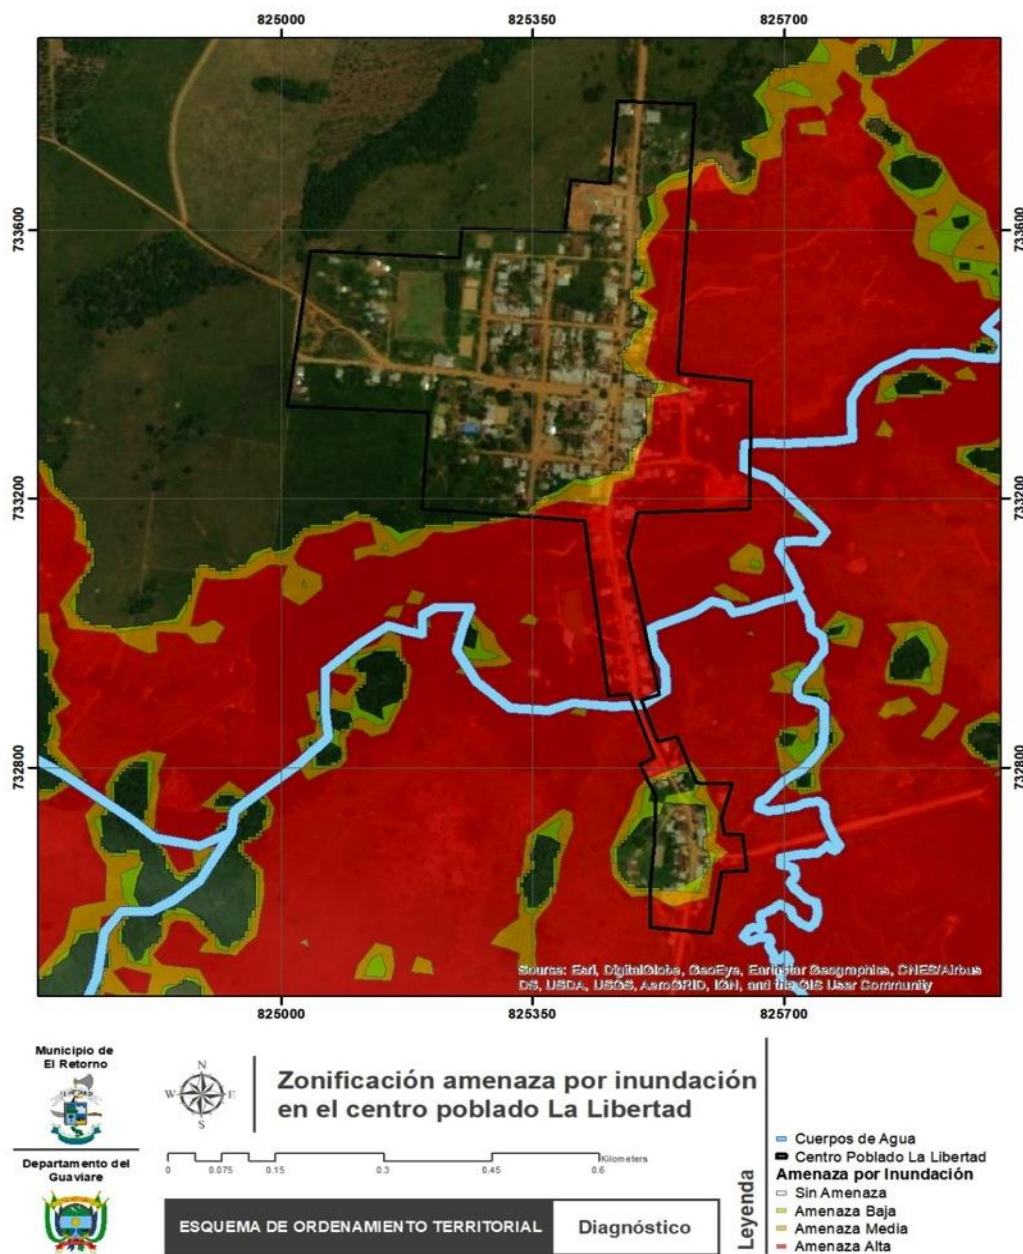 825000 825350 825700
733600 733600
733200 733200
732800 732800
Source: Esri, DigitalGlobe, GeoEye, Earthstar Geographics, CNES/Airbus
DS, USDA, USGS, AeroGRID, IGN, and the GIS User Community
825000 825350 825700
Municipio de
El Retorno
Departamento del
Guaviare
N
W E
S
Zonificación amenaza por inundación
en el centro poblado La Libertad
Kilometers
0 0.075 0.15 0.3 0.45 0.6
ESQUEMA DE ORDENAMIENTO TERRITORIAL
Diagnóstico
Leyenda
Cuerpos de Agua
Centro Poblado La Libertad
Amenaza por Inundación
Sin Amenaza
Amenaza Baja
Amenaza Media
Amenaza Alta